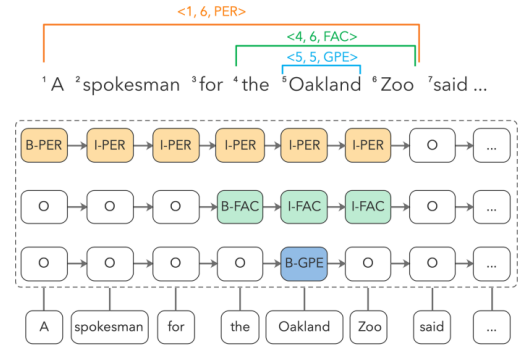 <1, 6, PER>
<4, 6, FAC>
<5, 5, GPE>
1 A 2 spokesman 3 for 4 the 5 Oakland 6 Zoo 7 said ...
B-PER I-PER I-PER I-PER I-PER I-PER O ...
O O O B-FAC I-FAC I-FAC O ...
O O O O B-GPE O O ...
A spokesman for the Oakland Zoo said ...